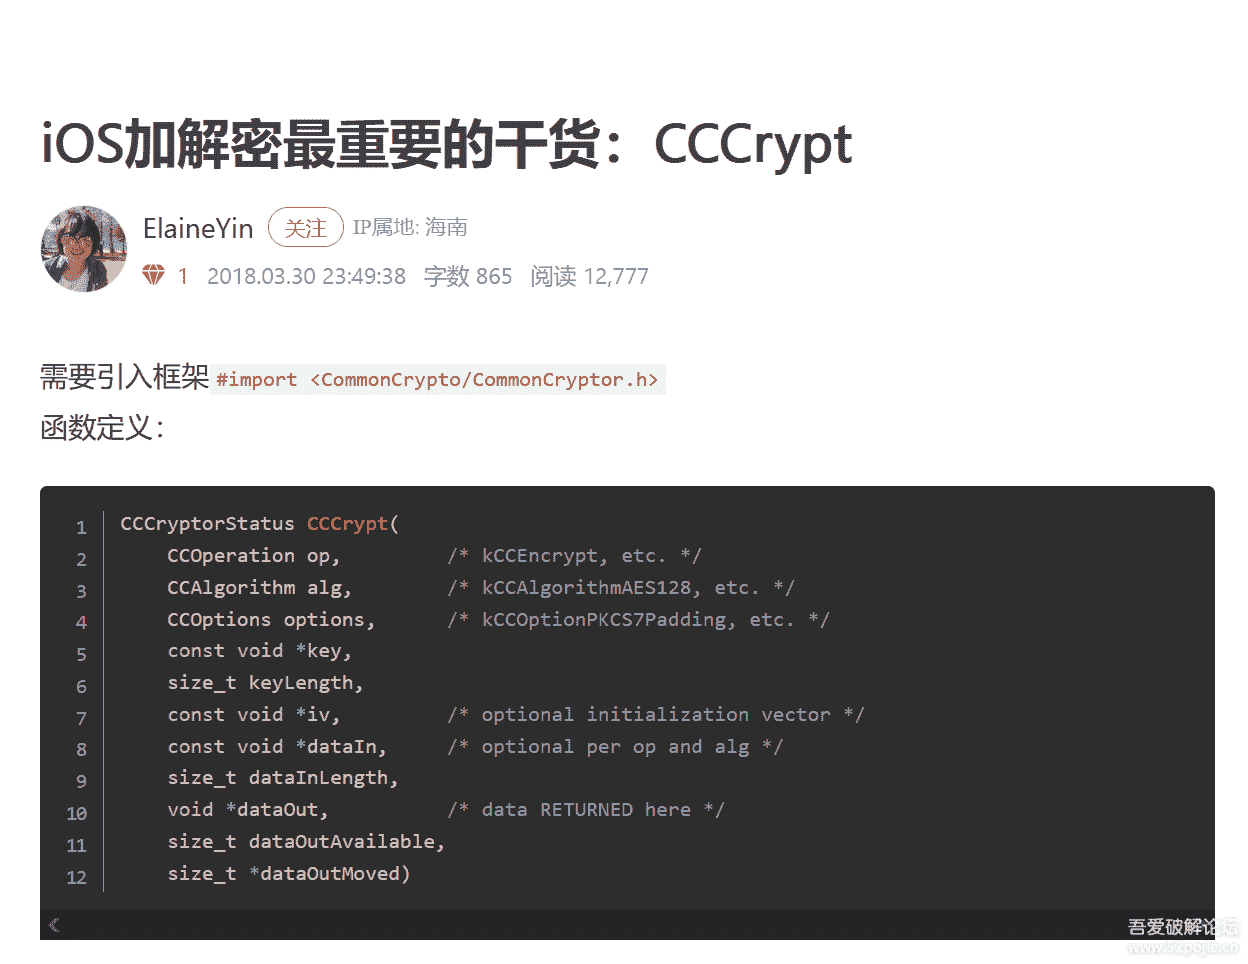 iOS加解密最重要的干货：CCCrypt
ElaineYin 关注 IP属地: 海南
1 2018.03.30 23:49:38 字数 865 阅读 12,777
需要引入框架 #import <CommonCrypto/CommonCryptor.h>
函数定义：
1 CCCryptorStatus CCCrypt(
2 CCOperation op, /* kCCEncrypt, etc. */
3 CCAlgorithm alg, /* kCCAlgorithmAES128, etc. */
4 CCOptions options, /* kCCOptionPKCS7Padding, etc. */
5 const void *key,
6 size_t keyLength,
7 const void *iv, /* optional initialization vector */
8 const void *dataIn, /* optional per op and alg */
9 size_t dataInLength,
10 void *dataOut, /* data RETURNED here */
11 size_t dataOutAvailable,
12 size_t *dataOutMoved)
吾爱破解论坛
www.52pojie.cn